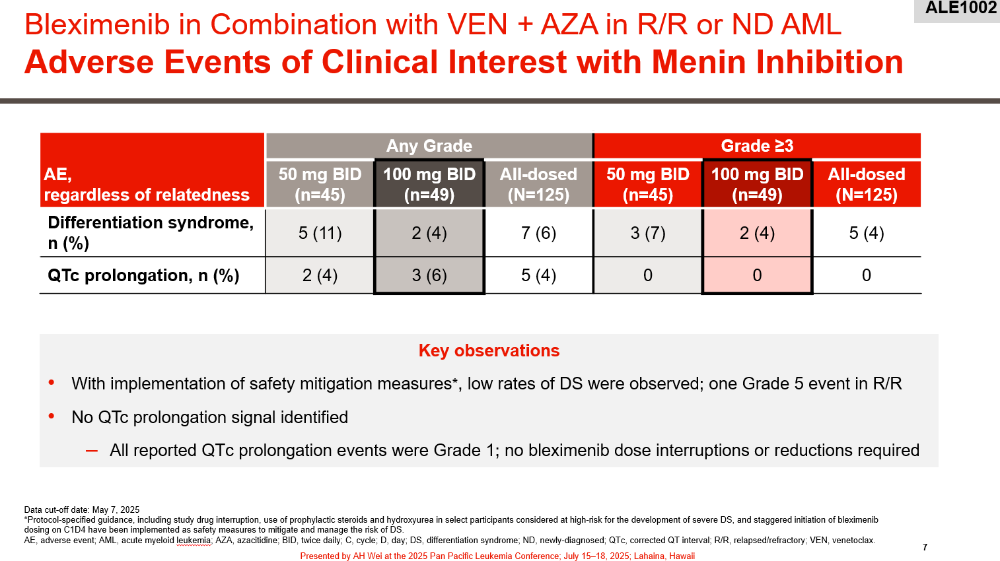 ALE1002
Bleximenib in Combination with VEN + AZA in R/R or ND AML
Adverse Events of Clinical Interest with Menin Inhibition
Any Grade Grade ≥3
AE,
regardless of relatedness
50 mg BID
(n=45)
100 mg BID
(n=49)
All-dosed
(N=125)
50 mg BID
(n=45)
100 mg BID
(n=49)
All-dosed
(N=125)
Differentiation syndrome,
n (%)
5 (11) 2 (4) 7 (6) 3 (7) 2 (4) 5 (4)
QTc prolongation, n (%) 2 (4) 3 (6) 5 (4) 0 0 0
Key observations
• With implementation of safety mitigation measures*, low rates of DS were observed; one Grade 5 event in R/R
• No QTc prolongation signal identified
– All reported QTc prolongation events were Grade 1; no bleximenib dose interruptions or reductions required
Data cut-off date: May 7, 2025
*Protocol-specified guidance, including study drug interruption, use of prophylactic steroids and hydroxyurea in select participants considered at high-risk for the development of severe DS, and staggered initiation of bleximenib
dosing on C1D4 have been implemented as safety measures to mitigate and manage the risk of DS.
AE, adverse event; AML, acute myeloid leukemia; AZA, azacitidine; BID, twice daily; C, cycle; D, day; DS, differentiation syndrome; ND, newly-diagnosed; QTc, corrected QT interval; R/R, relapsed/refractory; VEN, venetoclax.
7
Presented by AH Wei at the 2025 Pan Pacific Leukemia Conference; July 15–18, 2025; Lahaina, Hawaii